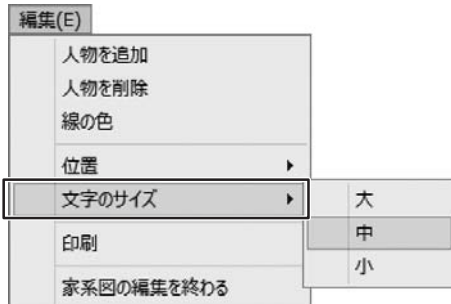 編集(E)
人物を追加
人物を削除
線の色
位置
文字のサイズ
大
中
小
印刷
家系図の編集を終わる